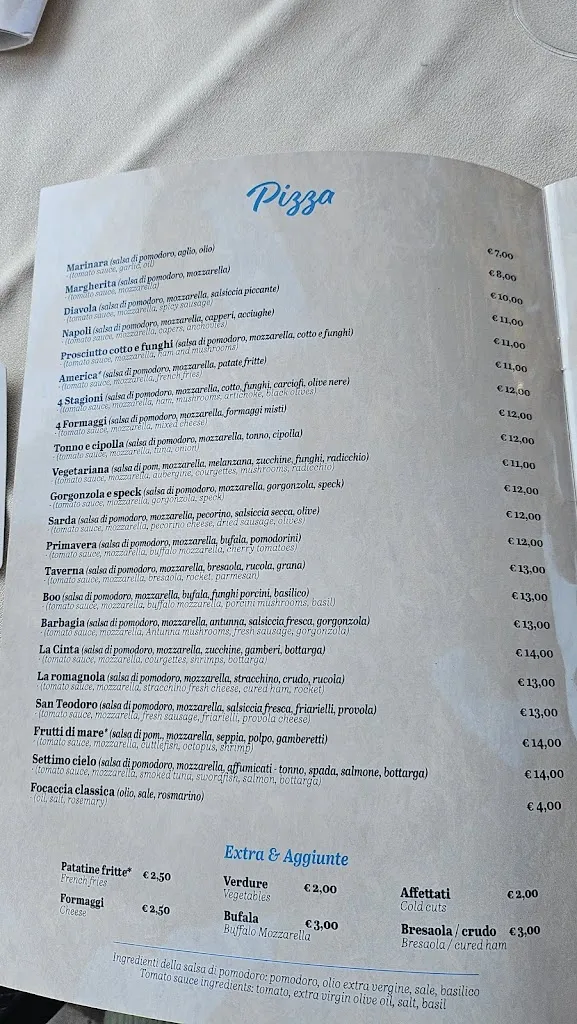 Pizza
Marinara (salsa di pomodoro, aglio, olio) € 7,00
- (tomato sauce, garlic, oil)
Margherita (salsa di pomodoro, mozzarella) € 8,00
- (tomato sauce, mozzarella)
Diavola (salsa di pomodoro, mozzarella, salsiccia piccante) € 10,00
- (tomato sauce, mozzarella, spicy sausage)
Napoli (salsa di pomodoro, mozzarella, capperi, acciughe) € 11,00
- (tomato sauce, mozzarella, capers, anchovies)
Prosciutto cotto e funghi (salsa di pomodoro, mozzarella, cotto e funghi) € 11,00
- (tomato sauce, mozzarella, ham and mushrooms)
America* (salsa di pomodoro, mozzarella, patate fritte) € 11,00
- (tomato sauce, mozzarella, french fries)
4 Stagioni (salsa di pomodoro, mozzarella, cotto, funghi, carciofi, olive nere) € 12,00
- (tomato sauce, mozzarella, ham, mushrooms, artichoke, black olives)
4 Formaggi (salsa di pomodoro, mozzarella, formaggi misti) € 12,00
- (tomato sauce, mozzarella, mixed cheese)
Tonno e cipolla (salsa di pomodoro, mozzarella, tonno, cipolla) € 12,00
- (tomato sauce, mozzarella, tuna, onion)
Vegetariana (salsa di pom, mozzarella, melanzana, zucchine, funghi, radicchio) € 11,00
- (tomato sauce, mozzarella, aubergine, courgettes, mushrooms, radicchio)
Gorgonzola e speck (salsa di pomodoro, mozzarella, gorgonzola, speck) € 12,00
- (tomato sauce, mozzarella, gorgonzola, speck)
Sarda (salsa di pomodoro, mozzarella, pecorino, salsiccia secca, olive) € 12,00
- (tomato sauce, mozzarella, pecorino cheese, dried sausage, olives)
Primavera (salsa di pomodoro, mozzarella, bufala, pomodorini) € 12,00
- (tomato sauce, mozzarella, buffalo mozzarella, cherry tomatoes)
Taverna (salsa di pomodoro, mozzarella, bresaola, rucola, grana) € 13,00
- (tomato sauce, mozzarella, bresaola, rocket, parmesan)
Boo (salsa di pomodoro, mozzarella, bufala, funghi porcini, basilico) € 13,00
- (tomato sauce, mozzarella, buffalo mozzarella, porcini mushrooms, basil)
Barbagia (salsa di pomodoro, mozzarella, antunna, salsiccia fresca, gorgonzola) € 13,00
- (tomato sauce, mozzarella, Antunna mushrooms, fresh sausage, gorgonzola)
La Cinta (salsa di pomodoro, mozzarella, zucchine, gamberi, bottarga) € 14,00
- (tomato sauce, mozzarella, courgettes, shrimps, bottarga)
La romagnola (salsa di pomodoro, mozzarella, stracchino, crudo, rucola) € 13,00
- (tomato sauce, mozzarella, stracchino fresh cheese, cured ham, rocket)
San Teodoro (salsa di pomodoro, mozzarella, salsiccia fresca, friarielli, provola) € 13,00
- (tomato sauce, mozzarella, fresh sausage, friarielli, provola cheese)
Frutti di mare* (salsa di pom., mozzarella, seppia, polpo, gamberetti) € 14,00
- (tomato sauce, mozzarella, cuttlefish, octopus, shrimp)
Settimo cielo (salsa di pomodoro, mozzarella, affumicati - tonno, spada, salmone, bottarga) € 14,00
- (tomato sauce, mozzarella, smoked tuna, swordfish, salmon, bottarga)
Focaccia classica (olio, sale, rosmarino) € 4,00
- (oil, salt, rosemary)
Extra & Aggiunte
Patatine fritte* € 2,50
French fries
Formaggi € 2,50
Cheese
Verdure € 2,00
Vegetables
Bufala € 3,00
Buffalo Mozzarella
Affettati € 2,00
Cold cuts
Bresaola / crudo € 3,00
Bresaola / cured ham
Ingredienti della salsa di pomodoro: pomodoro, olio extra vergine, sale, basilico
Tomato sauce ingredients: tomato, extra virgin olive oil, salt, basil